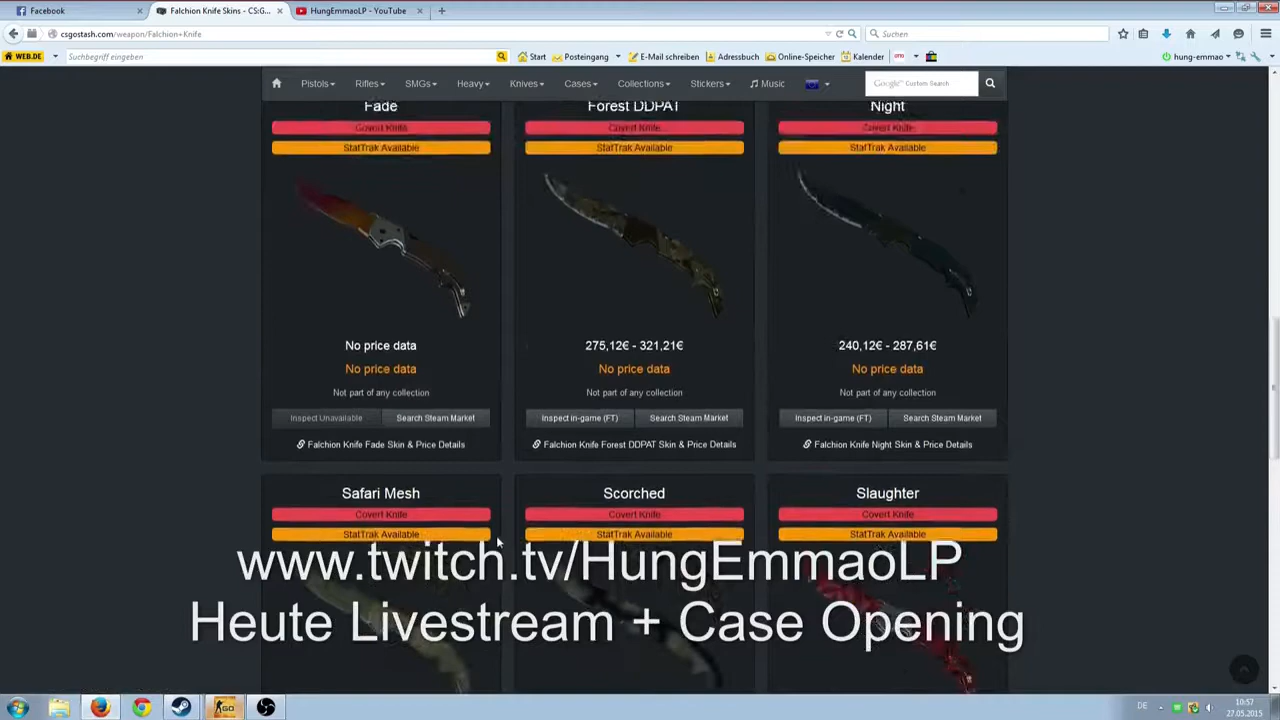 Facebook
Falchion Knife Skins - CS:G...
HungEmmaoLP - YouTube
csgostash.com/weapon/Falchion+Knife
Suchen
WEB.DE
Suchbegriff eingeben
Start
Posteingang
E-Mail schreiben
Adressbuch
Online-Speicher
Kalender
hung-emmao
Pistols
Rifles
SMGs
Heavy
Knives
Cases
Collections
Stickers
Music
Google™ Custom Search
Fade
Forest DDPAT
Night
Covert Knife
Covert Knife
Covert Knife
StatTrak Available
StatTrak Available
StatTrak Available
No price data
275,12€ - 321,21€
240,12€ - 287,61€
No price data
No price data
No price data
Not part of any collection
Not part of any collection
Not part of any collection
Inspect Unavailable
Search Steam Market
Inspect in-game (FT)
Search Steam Market
Inspect in-game (FT)
Search Steam Market
Falchion Knife Fade Skin & Price Details
Falchion Knife Forest DDPAT Skin & Price Details
Falchion Knife Night Skin & Price Details
Safari Mesh
Scorched
Slaughter
Covert Knife
Covert Knife
Covert Knife
StatTrak Available
StatTrak Available
StatTrak Available
www.twitch.tv/HungEmmaoLP
Heute Livestream + Case Opening
DE
10:57
27.05.2015